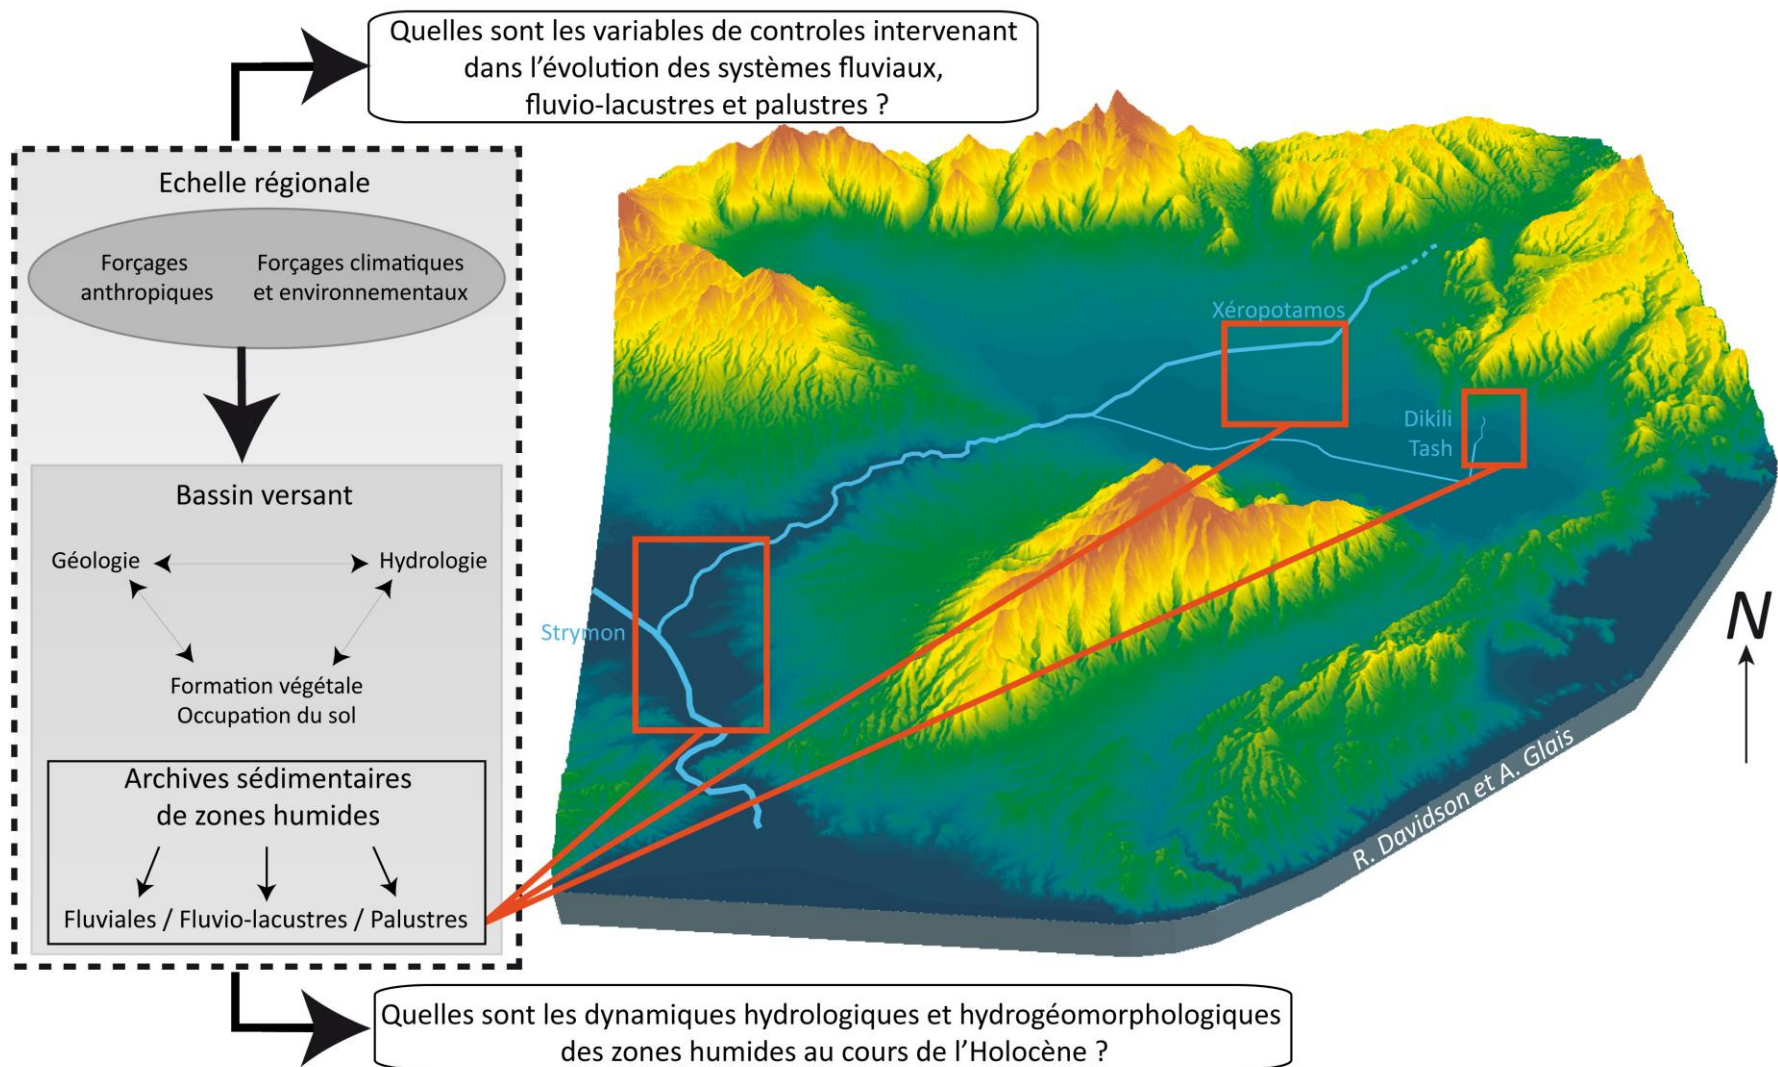 Quelles sont les variables de controles intervenant
dans l'évolution des systèmes fluviaux,
fluvio-lacustres et palustres ?
Echelle régionale
Forçages
anthropiques
Forçages climatiques
et environnementaux
Bassin versant
Géologie
Hydrologie
Formation végétale
Occupation du sol
Archives sédimentaires
de zones humides
Fluviales / Fluvio-lacustres / Palustres
Quelles sont les dynamiques hydrologiques et hydrogéomorphologiques
des zones humides au cours de l'Holocène ?
Xéropotamos
Dikili
Tash
Strymon
N
R. Davidson et A. Glais